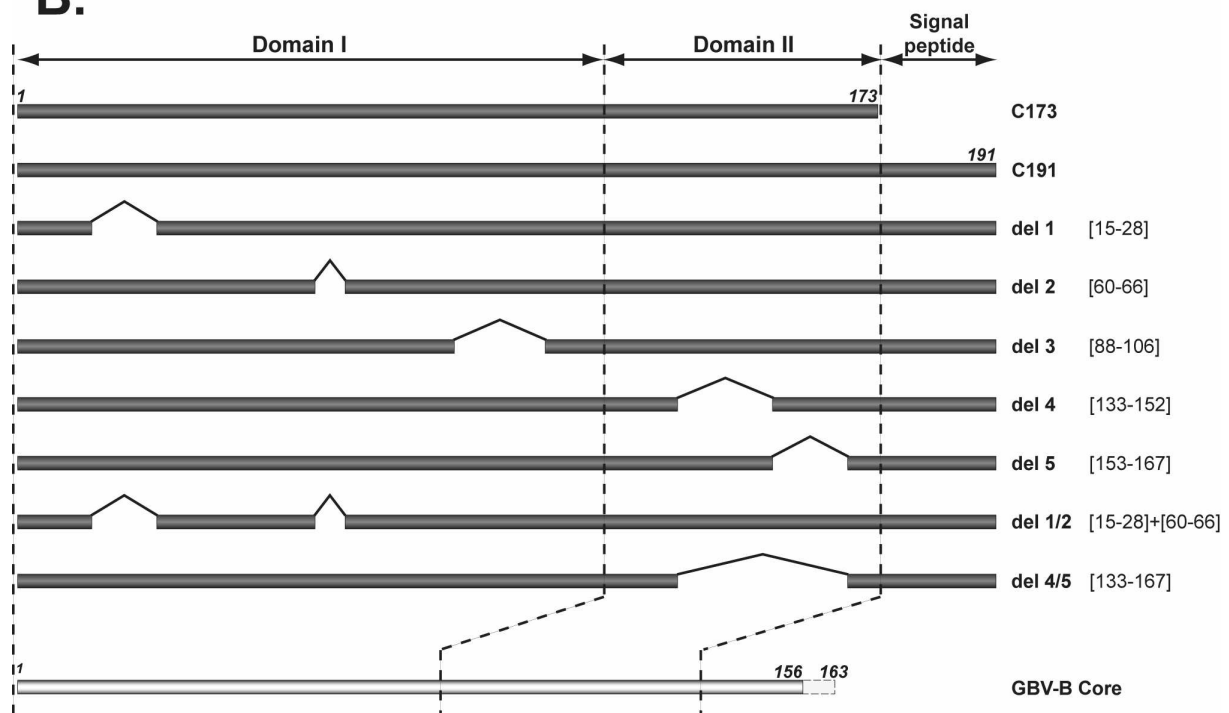 B.
Domain I Domain II Signal
peptide
1 173 C173
191 C191
del 1 [15-28]
del 2 [60-66]
del 3 [88-106]
del 4 [133-152]
del 5 [153-167]
del 1/2 [15-28]+[60-66]
del 4/5 [133-167]
1 156 163 GBV-B Core